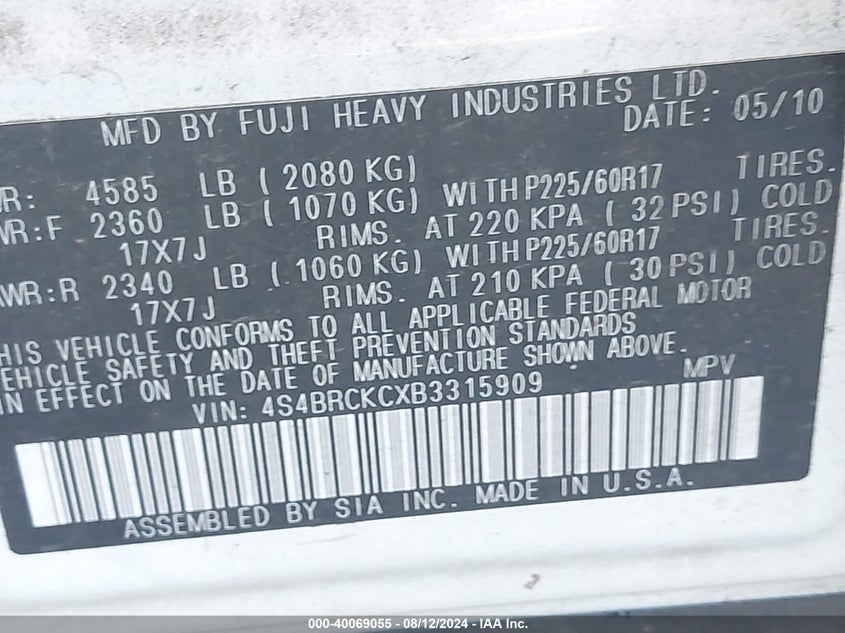 MFD BY FUJI HEAVY INDUSTRIES LTD.
DATE: 05/10
WR: 4585 LB ( 2080 KG)
WR:F 2360 LB ( 1070 KG) WITH P225/60R17 TIRES.
17X7J RIMS. AT 220 KPA ( 32 PSI) COLD
AWR:R 2340 LB ( 1060 KG) WITH P225/60R17 TIRES.
17X7J RIMS. AT 210 KPA ( 30 PSI) COLD
HIS VEHICLE CONFORMS TO ALL APPLICABLE FEDERAL MOTOR
EHICLE SAFETY AND THEFT PREVENTION STANDARDS
IN EFFECT ON THE DATE OF MANUFACTURE SHOWN ABOVE.
VIN: 4S4BRCKCXB3315909 MPV
ASSEMBLED BY SIA INC. MADE IN U.S.A.
000-40069055 - 08/12/2024 - IAA Inc.